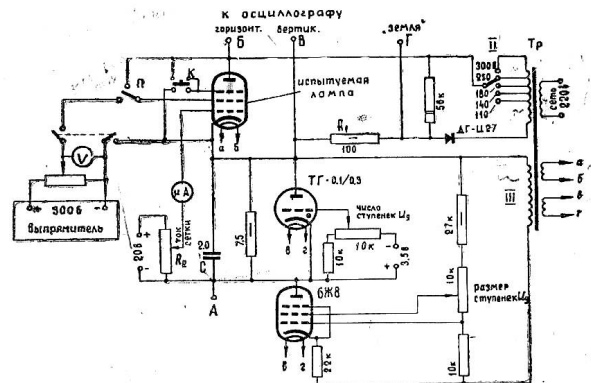 К ОСЦИЛЛОГРАФУ
горизонт. вертик. „ЗЕМЛЯ"
Б В Г
II Тр
П К
300В
250
180
140
110
сеть 220В
испытуемая лампа
56к
R₁
100
ДГ-Ц27
а б
V
μA
+ 300В -
выпрямитель
ТГ-0.1/0,3
III
а
б
в
г
ток сетки
+ 20В -
R₂
2.0
С
7,5
в г
число ступенек Ug
10к
10к
- 3,5в +
27к
10к
размер ступенек Ug
А
6Ж8
в г
22к
10к